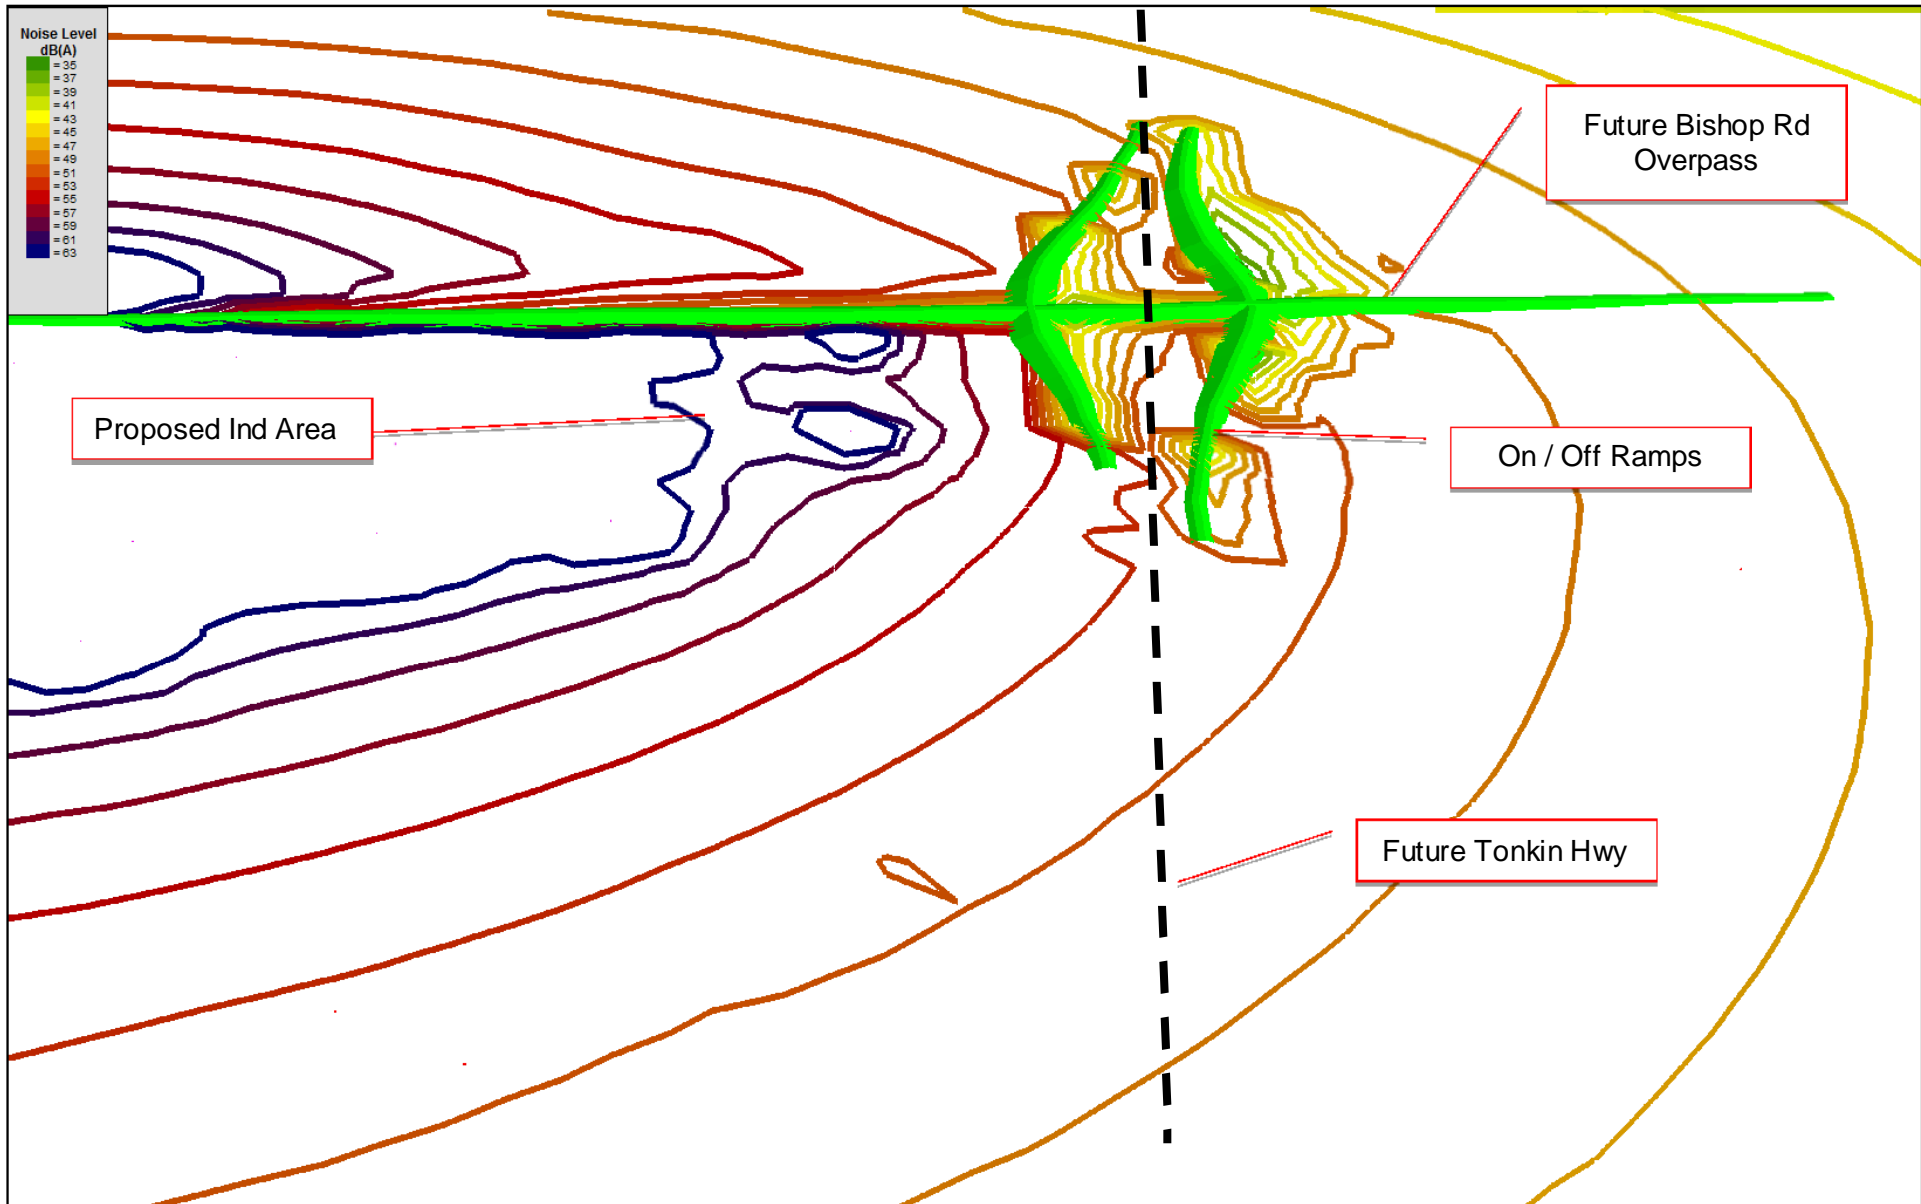 Noise Level
dB(A)
= 35
= 37
= 39
= 41
= 43
= 45
= 47
= 49
= 51
= 53
= 55
= 57
= 59
= 61
= 63
Future Bishop Rd
Overpass
Proposed Ind Area
On / Off Ramps
Future Tonkin Hwy